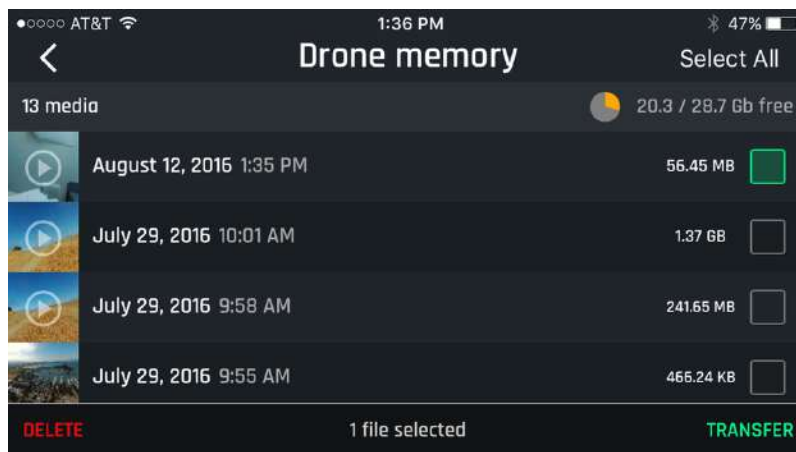 AT&T 1:36 PM 47%
Drone memory Select All
13 media 20.3 / 28.7 Gb free
August 12, 2016 1:35 PM 56.45 MB
July 29, 2016 10:01 AM 1.37 GB
July 29, 2016 9:58 AM 241.65 MB
July 29, 2016 9:55 AM 466.24 KB
DELETE 1 file selected TRANSFER